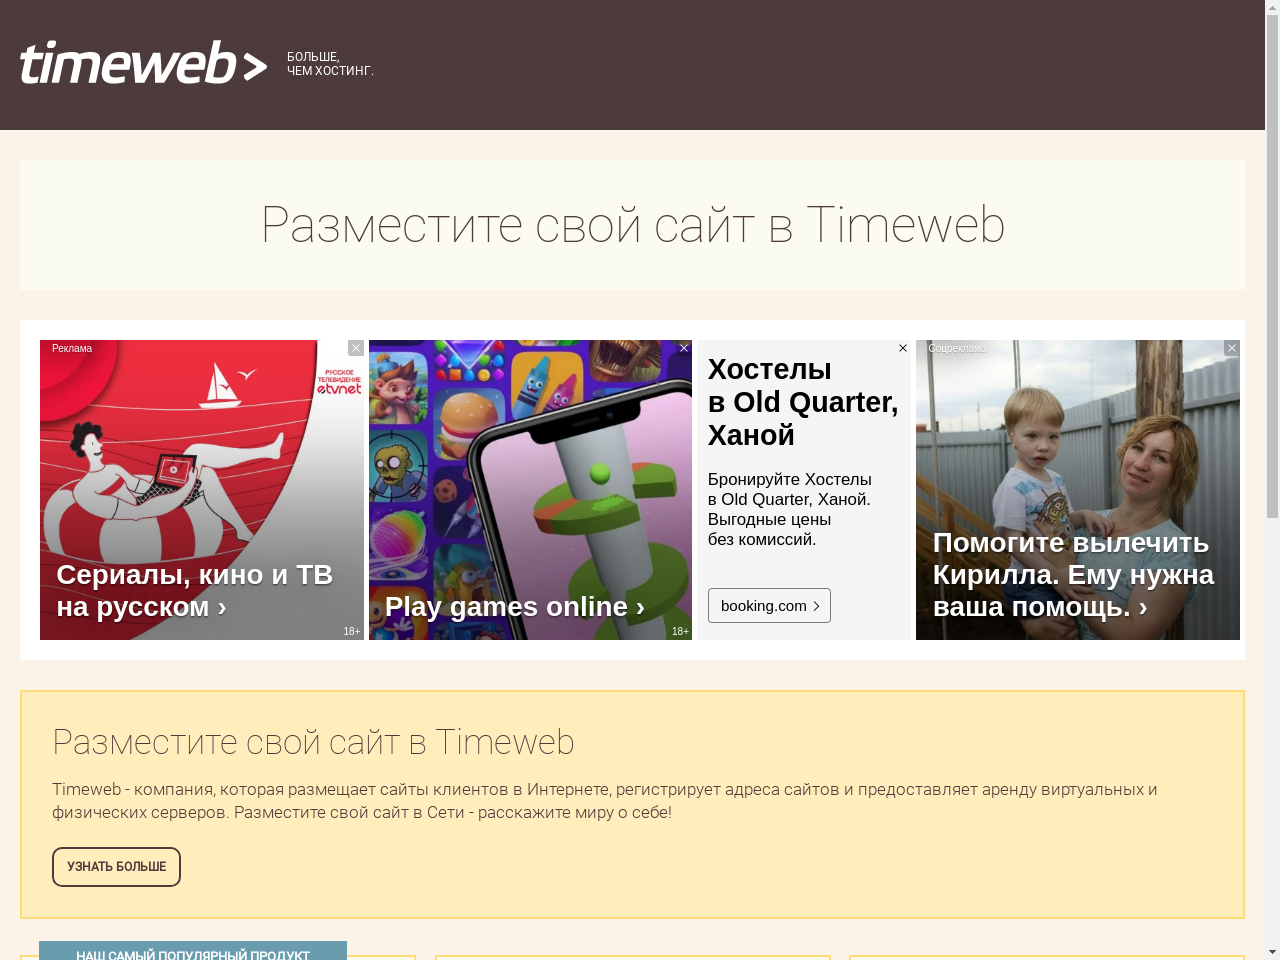 timeweb>
БОЛЬШЕ,
ЧЕМ ХОСТИНГ.
Разместите свой сайт в Timeweb
Реклама
РУССКОЕ
ТЕЛЕВИДЕНИЕ
etvnet
Сериалы, кино и ТВ
на русском ›
18+
Play games online ›
18+
Хостелы
в Old Quarter,
Ханой
Бронируйте Хостелы
в Old Quarter, Ханой.
Выгодные цены
без комиссий.
booking.com
Соцреклама
Помогите вылечить
Кирилла. Ему нужна
ваша помощь. ›
Разместите свой сайт в Timeweb
Timeweb - компания, которая размещает сайты клиентов в Интернете, регистрирует адреса сайтов и предоставляет аренду виртуальных и
физических серверов. Разместите свой сайт в Сети - расскажите миру о себе!
УЗНАТЬ БОЛЬШЕ
НАШ САМЫЙ ПОПУЛЯРНЫЙ ПРОДУКТ